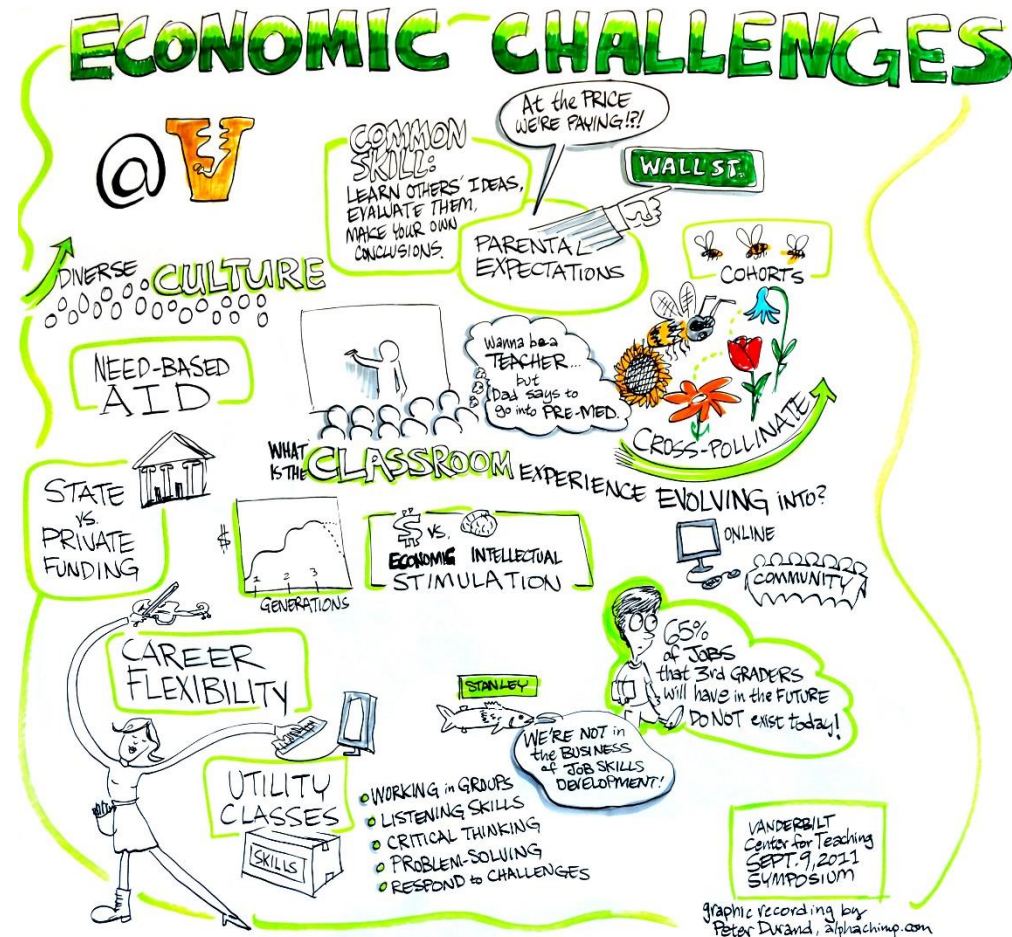 ECONOMIC CHALLENGES
@V
COMMON
SKILL:
LEARN OTHERS' IDEAS,
EVALUATE THEM,
MAKE YOUR OWN
CONCLUSIONS.
At the PRICE
WE'RE PAYING!?!
WALL ST.
PARENTAL
EXPECTATIONS
COHORTS
DIVERSE CULTURE
NEED-BASED
AID
Wanna be a
TEACHER...
but
Dad says to
go into PRE-MED.
CROSS-POLLINATE
WHAT
IS THE CLASSROOM EXPERIENCE EVOLVING INTO?
STATE
vs.
PRIVATE
FUNDING
$
1 2 3
GENERATIONS
$ vs.
ECONOMIC INTELLECTUAL
STIMULATION
ONLINE
COMMUNITY
CAREER
FLEXIBILITY
65%
of JOBS
that 3rd GRADERS
will have in the FUTURE
DO NOT exist today!
STANLEY
WE'RE NOT in
the BUSINESS
of JOB SKILLS
DEVELOPMENT!
UTILITY
CLASSES
SKILLS
WORKING in GROUPS
LISTENING SKILLS
CRITICAL THINKING
PROBLEM-SOLVING
RESPOND to CHALLENGES
VANDERBILT
Center for Teaching
SEPT. 9, 2011
SYMPOSIUM
graphic recording by
Peter Durand, alphachimp.com